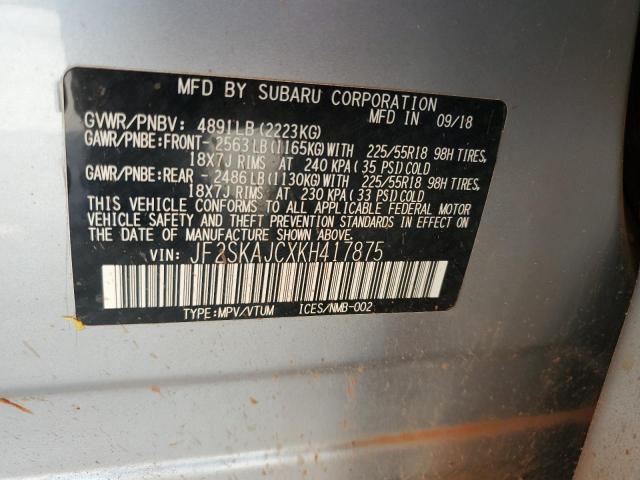 MFD BY SUBARU CORPORATION
MFD IN 09/18
GVWR/PNBV: 4891LB(2223KG)
GAWR/PNBE:FRONT- 2563LB(1165KG)WITH 225/55R18 98H TIRES,
18X7J RIMS AT 240 KPA(35 PSI)COLD
GAWR/PNBE:REAR - 2486LB(1130KG)WITH 225/55R18 98H TIRES,
18X7J RIMS AT 230 KPA(33 PSI)COLD
THIS VEHICLE CONFORMS TO ALL APPLICABLE FEDERAL MOTOR
VEHICLE SAFETY AND THEFT PREVENTION STANDARDS IN EFFECT ON
THE DATE OF MANUFACTURE SHOWN ABOVE.
VIN: JF2SKAJCXKH417875
TYPE:MPV/VTUM ICES/NMB-002